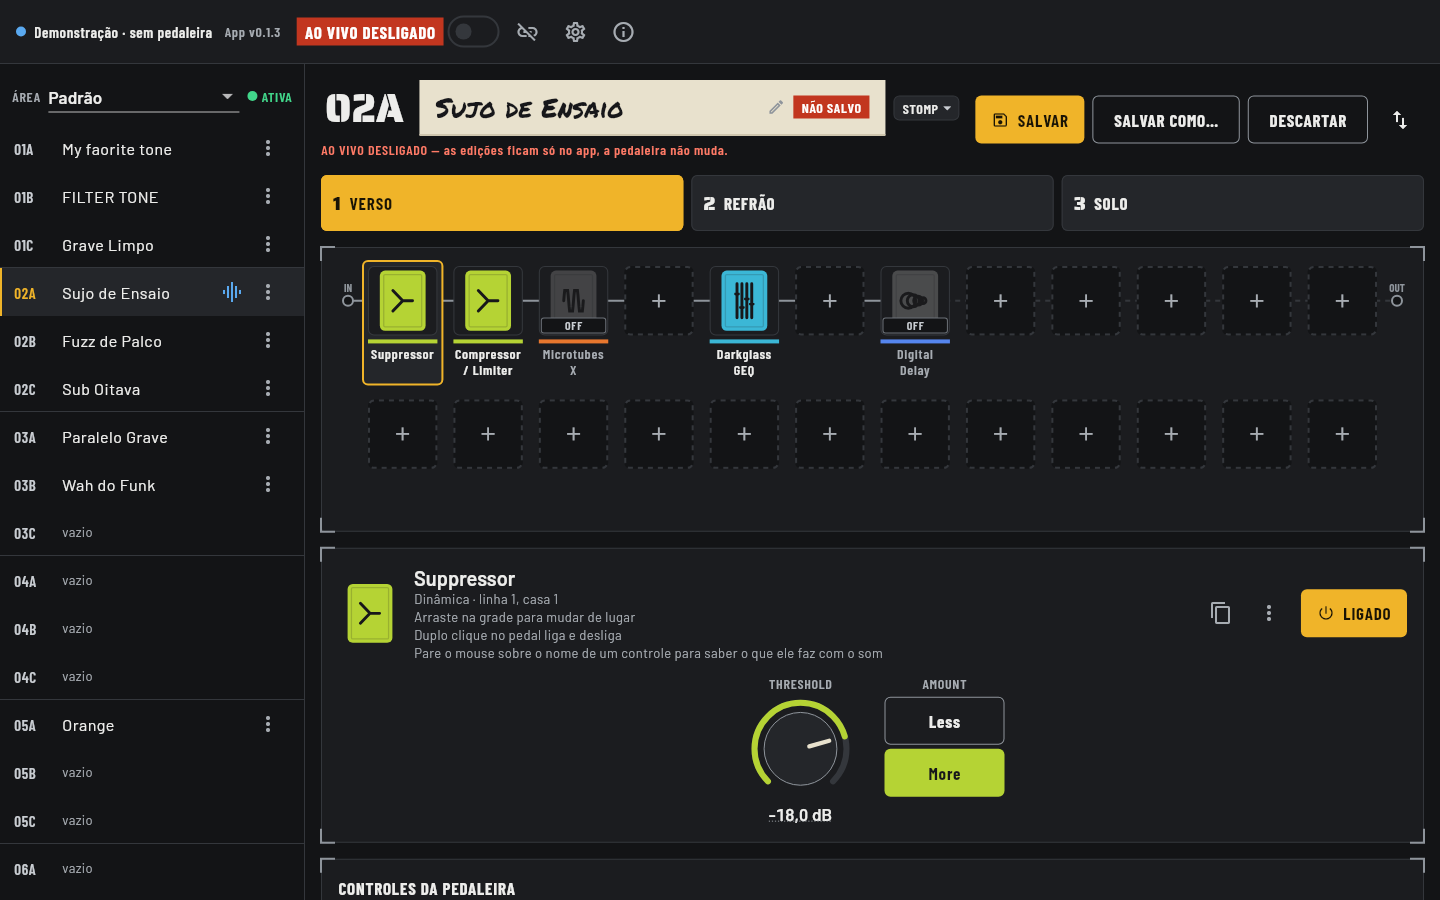 Demonstração · sem pedaleira App v0.1.3 AO VIVO DESLIGADO
ÁREA Padrão ATIVA
01A My faorite tone
01B FILTER TONE
01C Grave Limpo
02A Sujo de Ensaio
02B Fuzz de Palco
02C Sub Oitava
03A Paralelo Grave
03B Wah do Funk
03C vazio
04A vazio
04B vazio
04C vazio
05A Orange
05B vazio
05C vazio
06A vazio
02A Sujo de Ensaio NÃO SALVO STOMP SALVAR SALVAR COMO... DESCARTAR
AO VIVO DESLIGADO — as edições ficam só no app, a pedaleira não muda.
1 VERSO 2 REFRÃO 3 SOLO
IN OUT
OFF OFF
Suppressor Compressor Microtubes Darkglass Digital
/ Limiter X GEQ Delay
Suppressor
Dinâmica · linha 1, casa 1
Arraste na grade para mudar de lugar
Duplo clique no pedal liga e desliga
Pare o mouse sobre o nome de um controle para saber o que ele faz com o som
LIGADO
THRESHOLD AMOUNT
Less
More
−18,0 dB
CONTROLES DA PEDALEIRA